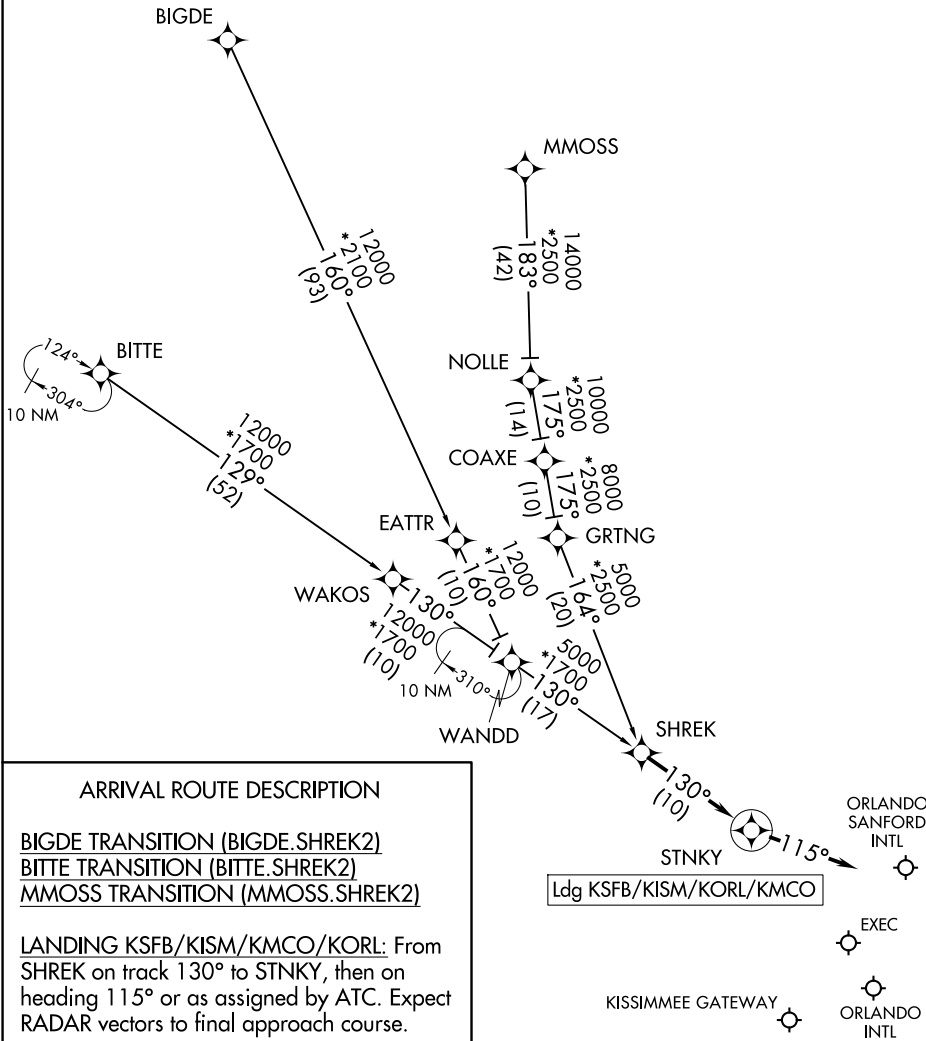 BIGDE
MMOSS
12000
*2100
160°
(93)
14000
*2500
183°
(42)
BITTE
124°
304°
10 NM
NOLLE
10000
*2500
175°
(14)
12000
*1700
129°
(52)
COAXE
8000
*2500
175°
(10)
EATTR
GRTNG
12000
*1700
160°
(10)
5000
*2500
164°
(20)
WAKOS
130°
12000
*1700
(10)
310°
10 NM
5000
*1700
130°
(17)
WANDD
SHREK
130°
(10)
STNKY
115°
Ldg KSFB/KISM/KORL/KMCO
ORLANDO
SANFORD
INTL
EXEC
KISSIMMEE GATEWAY
ORLANDO
INTL
ARRIVAL ROUTE DESCRIPTION
BIGDE TRANSITION (BIGDE.SHREK2)
BITTE TRANSITION (BITTE.SHREK2)
MMOSS TRANSITION (MMOSS.SHREK2)
LANDING KSFB/KISM/KMCO/KORL: From
SHREK on track 130° to STNKY, then on
heading 115° or as assigned by ATC. Expect
RADAR vectors to final approach course.